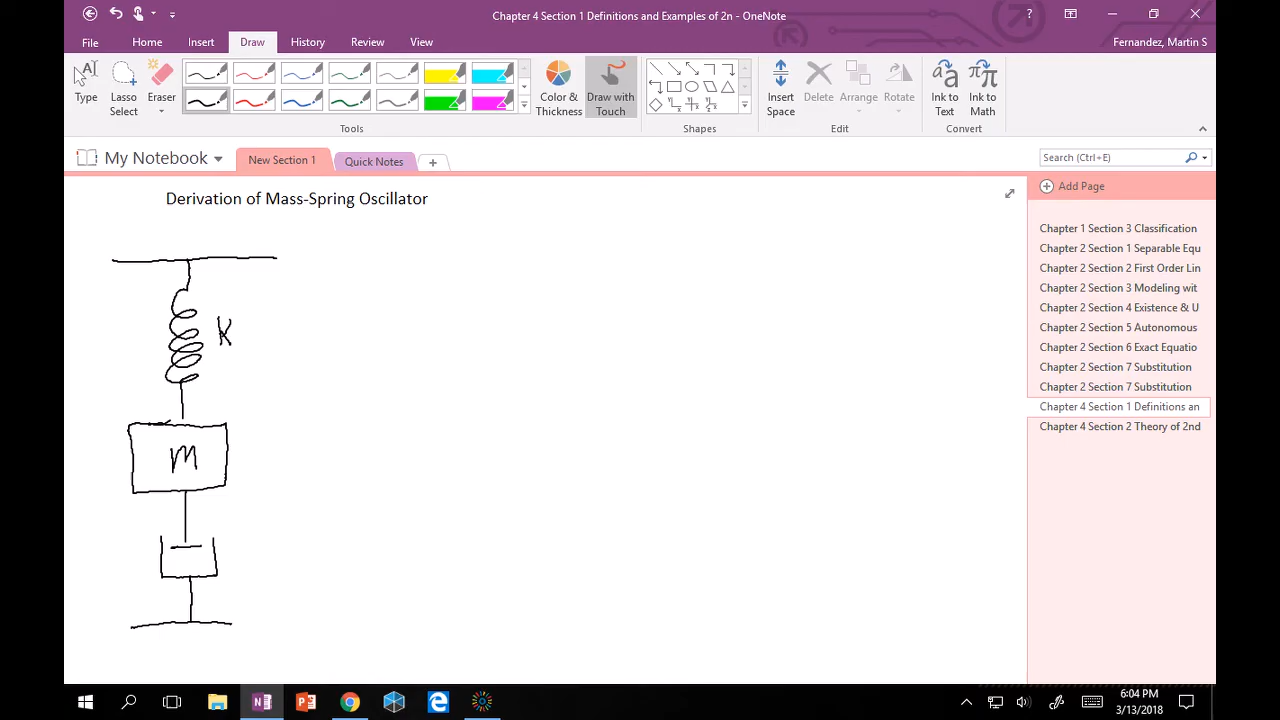 Chapter 4 Section 1 Definitions and Examples of 2n - OneNote
?
File Home Insert Draw History Review View
Fernandez, Martin S
Type
Lasso Select
Eraser
Color & Thickness
Draw with Touch
Insert Space
Delete
Arrange
Rotate
Ink to Text
Ink to Math
Tools
Shapes
Edit
Convert
My Notebook
New Section 1
Quick Notes
Search (Ctrl+E)
Add Page
Derivation of Mass-Spring Oscillator
K
m
Chapter 1 Section 3 Classification
Chapter 2 Section 1 Separable Equ
Chapter 2 Section 2 First Order Lin
Chapter 2 Section 3 Modeling wit
Chapter 2 Section 4 Existence & U
Chapter 2 Section 5 Autonomous
Chapter 2 Section 6 Exact Equatio
Chapter 2 Section 7 Substitution
Chapter 2 Section 7 Substitution
Chapter 4 Section 1 Definitions an
Chapter 4 Section 2 Theory of 2nd
6:04 PM
3/13/2018